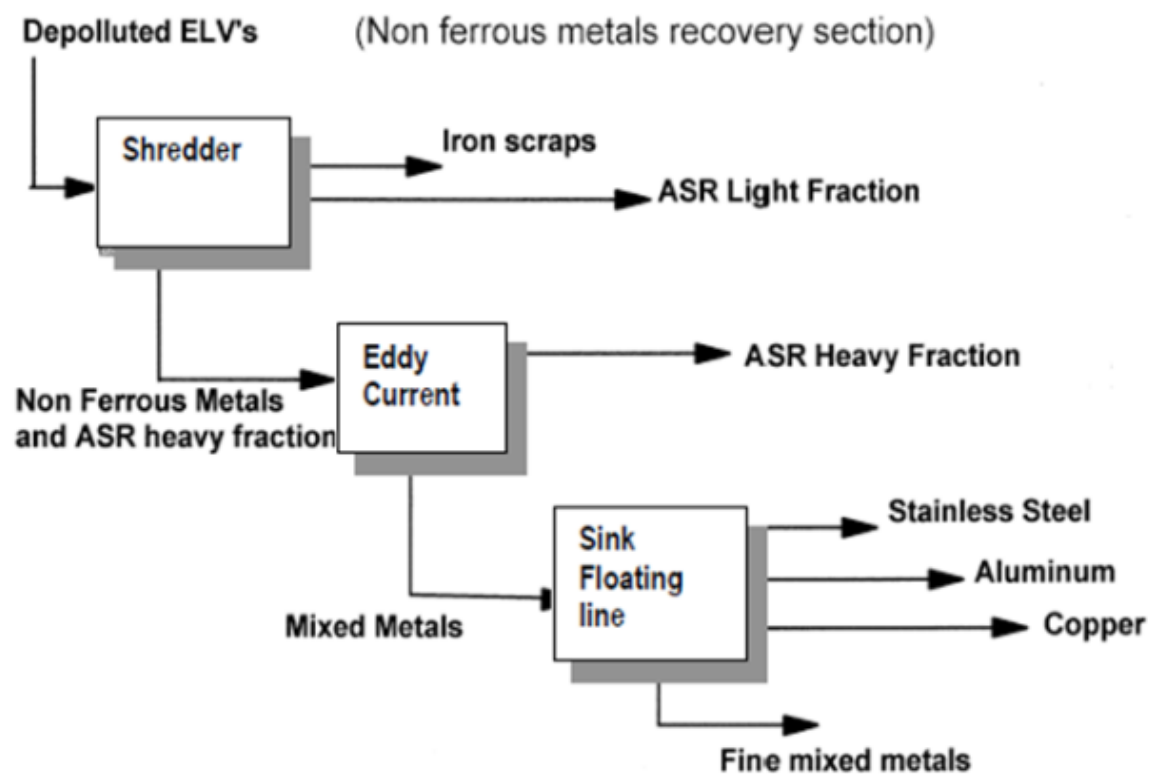 Depolluted ELV's
(Non ferrous metals recovery section)
Shredder
Iron scraps
ASR Light Fraction
Eddy
Current
ASR Heavy Fraction
Non Ferrous Metals
and ASR heavy fraction
Sink
Floating
line
Stainless Steel
Aluminum
Copper
Mixed Metals
Fine mixed metals